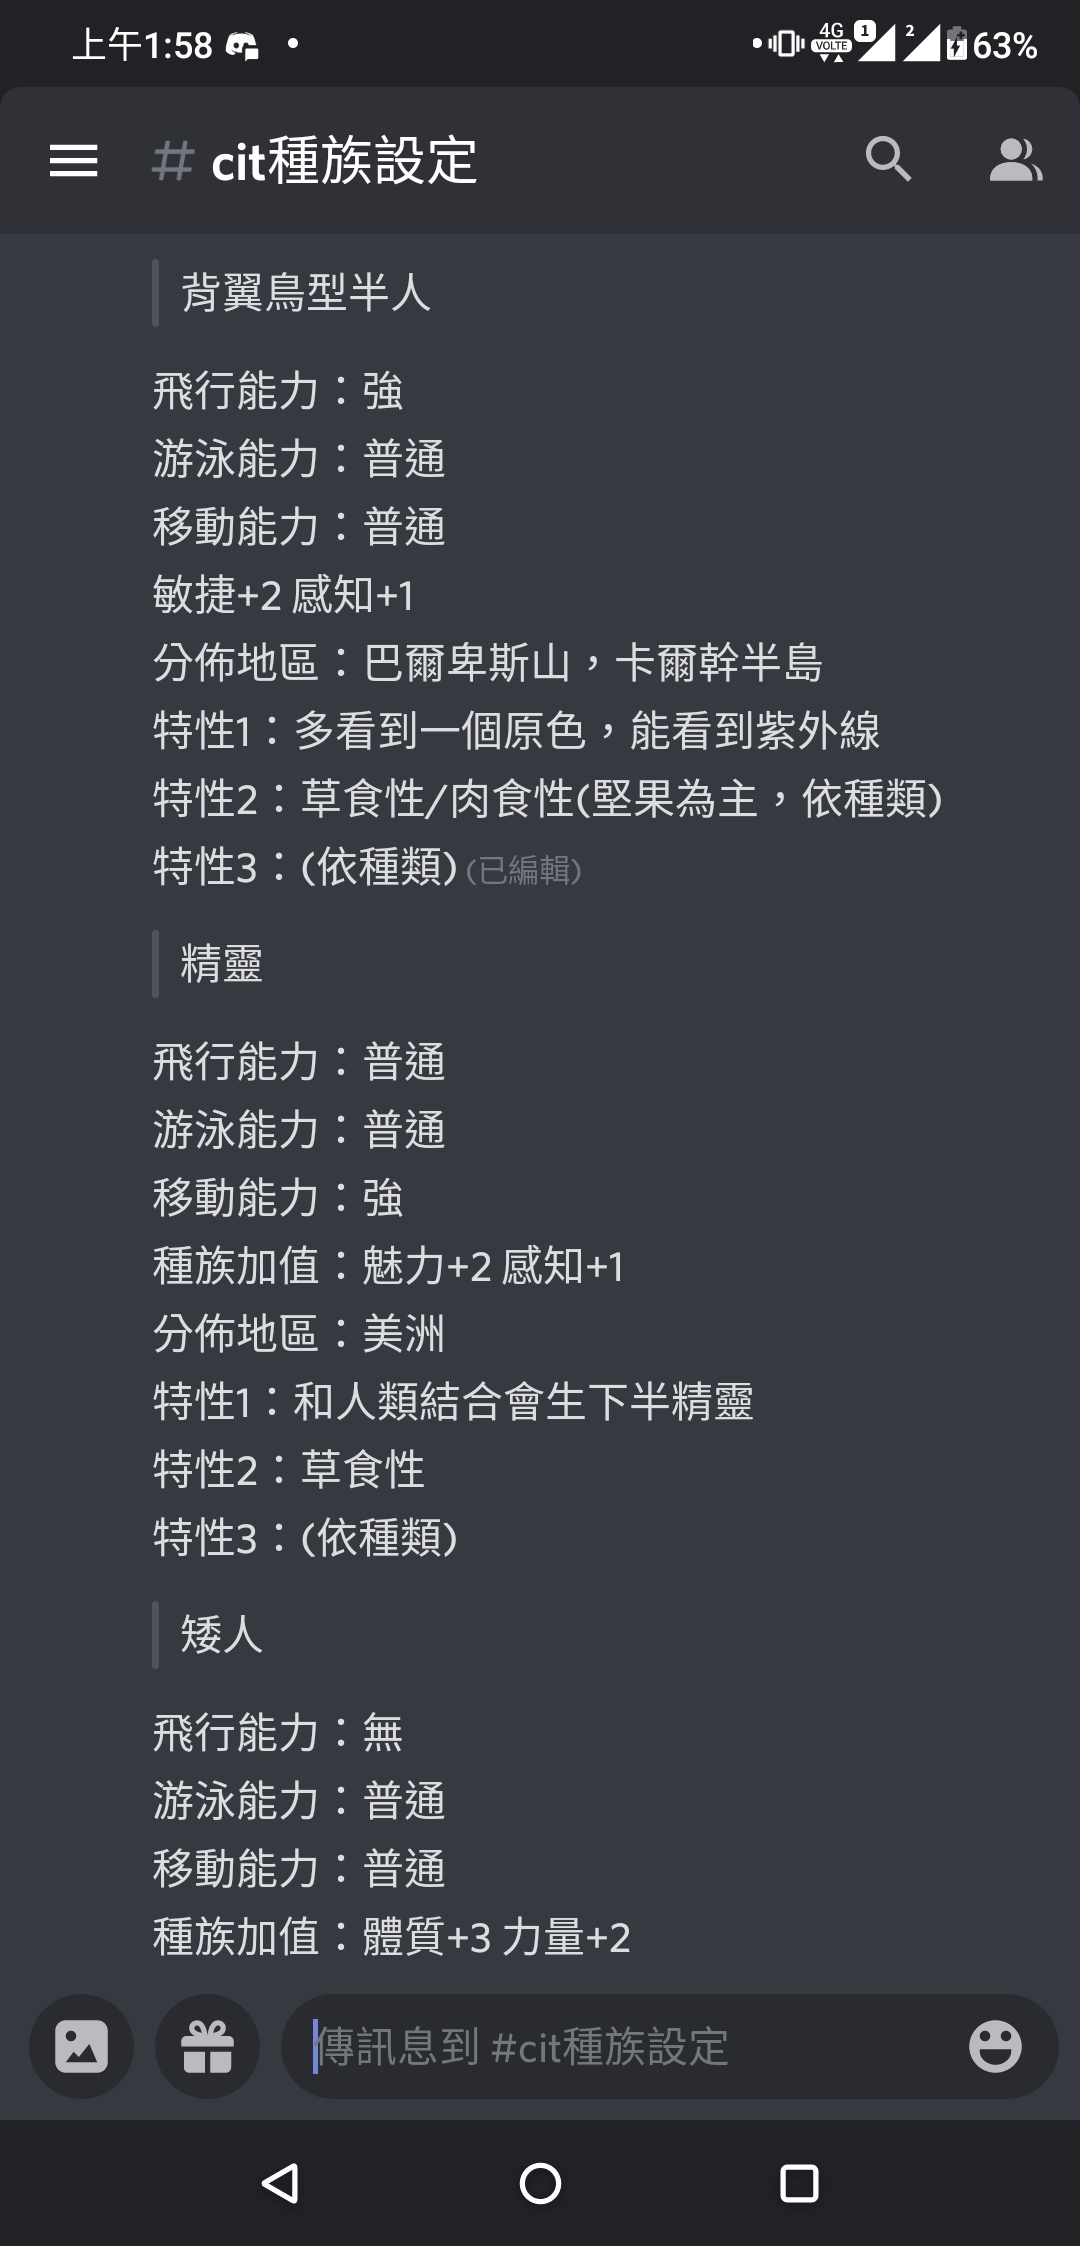 上午1:58
4G
VOLTE
1
2
63%
# cit種族設定
背翼鳥型半人
飛行能力：強
游泳能力：普通
移動能力：普通
敏捷+2 感知+1
分佈地區：巴爾卑斯山，卡爾幹半島
特性1：多看到一個原色，能看到紫外線
特性2：草食性/肉食性(堅果為主，依種類)
特性3：(依種類) (已編輯)
精靈
飛行能力：普通
游泳能力：普通
移動能力：強
種族加值：魅力+2 感知+1
分佈地區：美洲
特性1：和人類結合會生下半精靈
特性2：草食性
特性3：(依種類)
矮人
飛行能力：無
游泳能力：普通
移動能力：普通
種族加值：體質+3 力量+2
傳訊息到 #cit種族設定